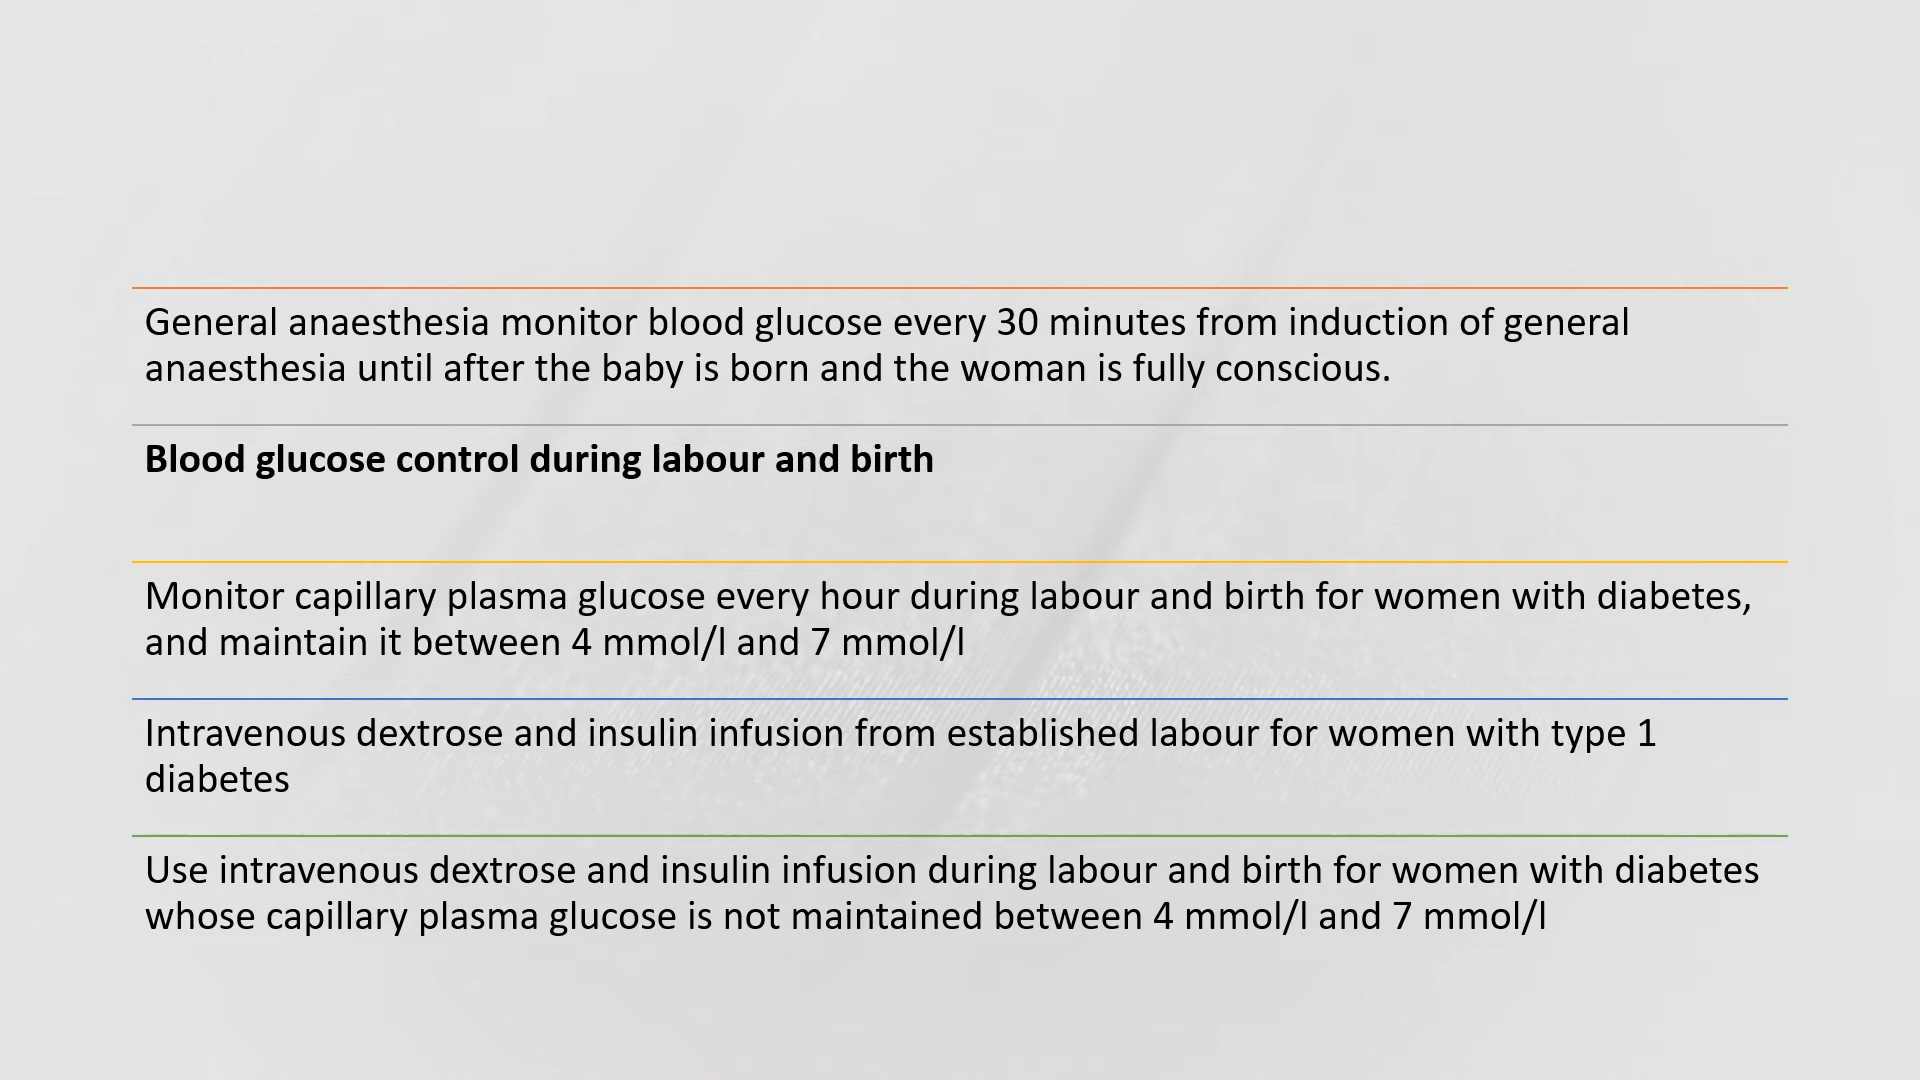 General anaesthesia monitor blood glucose every 30 minutes from induction of general
anaesthesia until after the baby is born and the woman is fully conscious.
Blood glucose control during labour and birth
Monitor capillary plasma glucose every hour during labour and birth for women with diabetes,
and maintain it between 4 mmol/l and 7 mmol/l
Intravenous dextrose and insulin infusion from established labour for women with type 1
diabetes
Use intravenous dextrose and insulin infusion during labour and birth for women with diabetes
whose capillary plasma glucose is not maintained between 4 mmol/l and 7 mmol/l